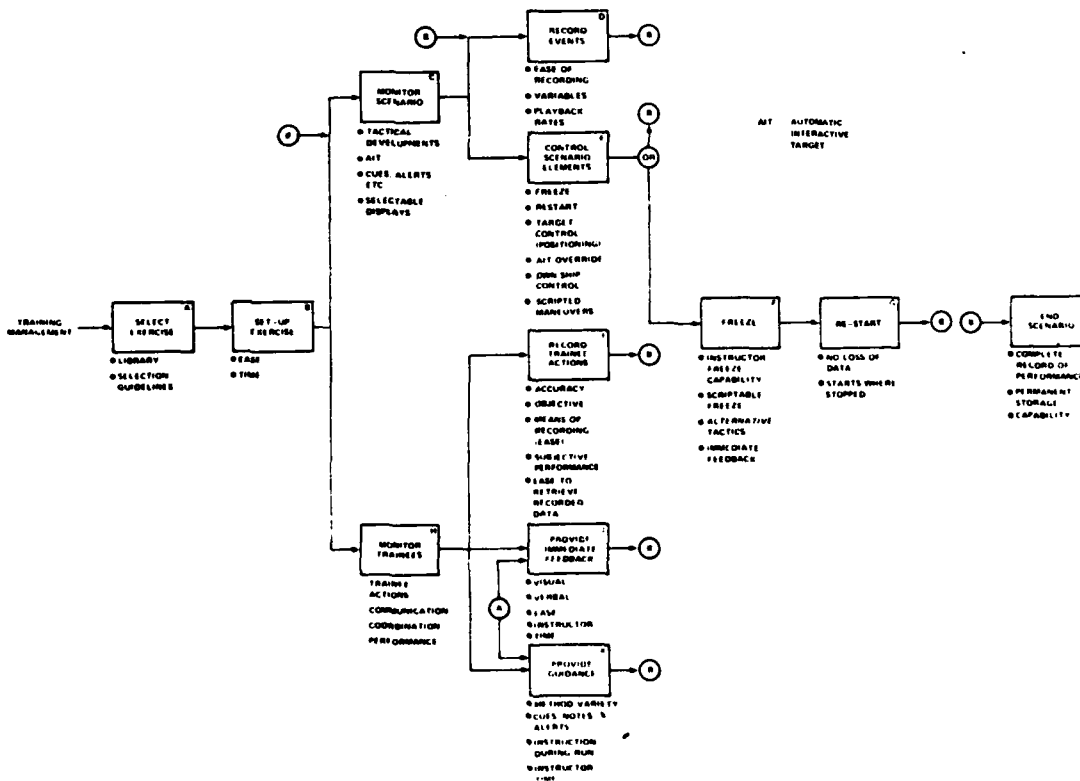 D
RECORD
EVENTS
EASE OF
RECORDING
VARIABLES
PLAYBACK
RATES
C
MONITOR
SCENARIO
TACTICAL
DEVELOPMENTS
AIT
CUES, ALERTS
ETC
SELECTABLE
DISPLAYS
CONTROL
SCENARIO
ELEMENTS
OR
FREEZE
RESTART
TARGET
CONTROL
(POSITIONING)
AIT OVERRIDE
OWN SHIP
CONTROL
SCRIPTED
MANEUVERS
AIT AUTOMATIC
INTERACTIVE
TARGET
TRAINING
MANAGEMENT
A
SELECT
EXERCISE
LIBRARY
SELECTION
GUIDELINES
B
SET-UP
EXERCISE
EASE
TIME
RECORD
TRAINEE
ACTIONS
ACCURACY
OBJECTIVE
MEANS OF
RECORDING
(EASE)
SUBJECTIVE
PERFORMANCE
EASE TO
RETRIEVE
RECORDED
DATA
F
FREEZE
INSTRUCTOR
FREEZE
CAPABILITY
SCRIPTABLE
FREEZE
ALTERNATIVE
TACTICS
IMMEDIATE
FEEDBACK
G
RE-START
NO LOSS OF
DATA
STARTS WHERE
STOPPED
END
SCENARIO
COMPLETE
RECORD OF
PERFORMANCE
PERMANENT
STORAGE
CAPABILITY
H
MONITOR
TRAINEES
TRAINEE
ACTIONS
COMMUNICATION
COORDINATION
PERFORMANCE
PROVIDE
IMMEDIATE
FEEDBACK
VISUAL
VERBAL
EASE
INSTRUCTOR
TIME
A
PROVIDE
GUIDANCE
METHOD VARIETY
CUES, NOTES &
ALERTS
INSTRUCTION
DURING RUN
INSTRUCTOR
TIME